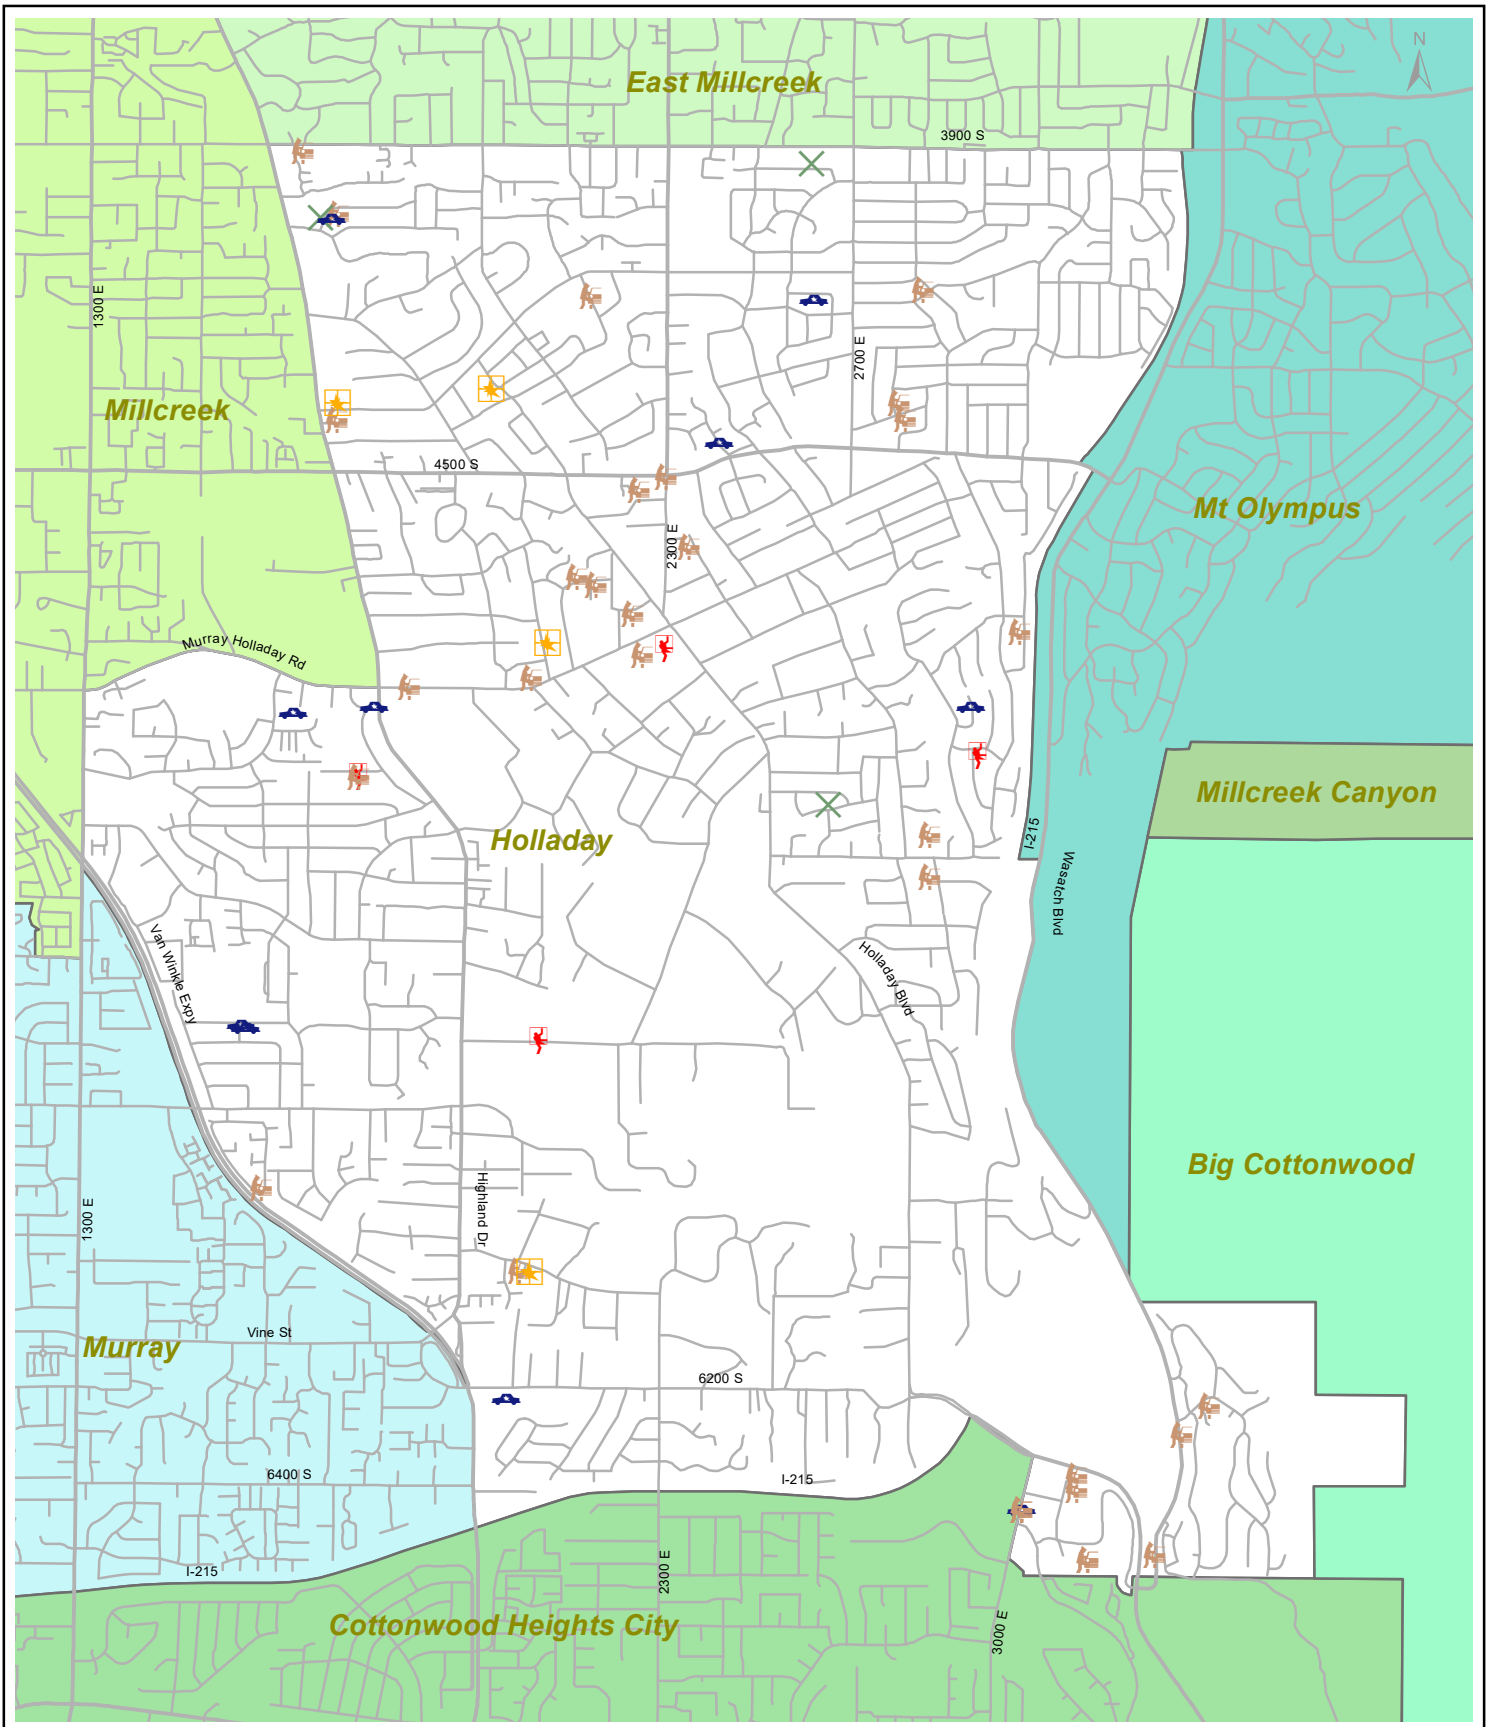 N
East Millcreek
3900 S
1300 E
2700 E
Millcreek
4500 S
Mt Olympus
2300 E
Murray Holladay Rd
Millcreek Canyon
Holladay
I-215
Wasatch Blvd
Van Winkle Expy
Holladay Blvd
Big Cottonwood
Highland Dr
1300 E
Vine St
Murray
6200 S
6400 S
I-215
I-215
2300 E
3000 E
Cottonwood Heights City